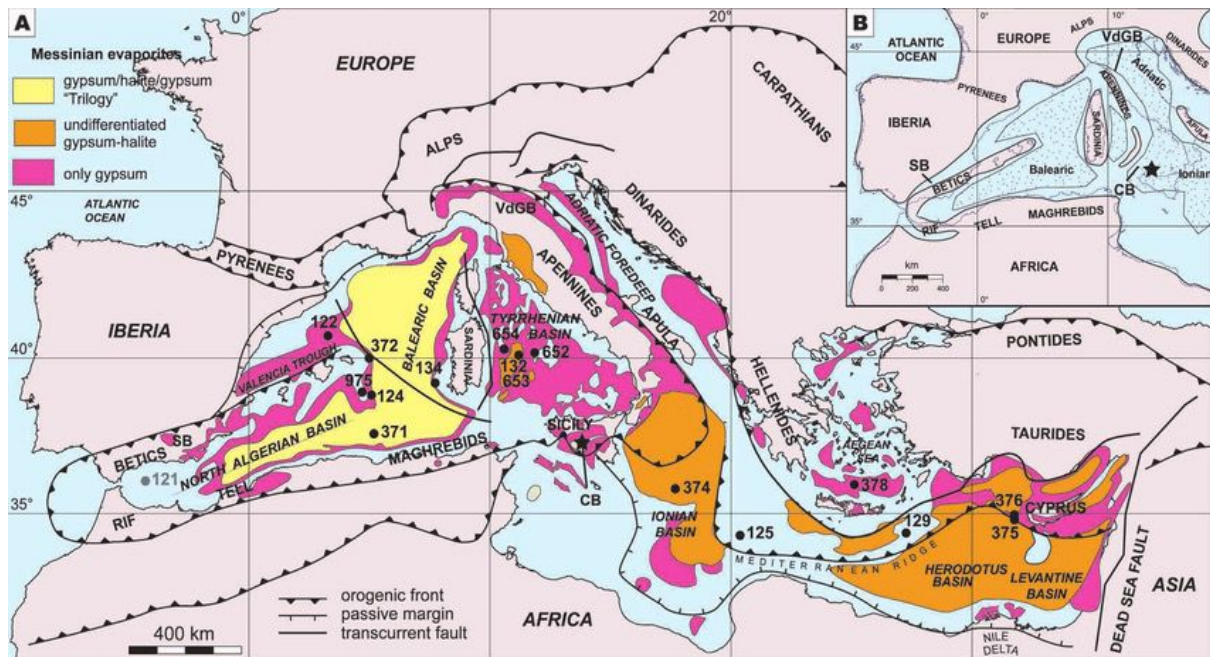 A
0°
20°
Messinian evaporites
gypsum/halite/gypsum
"Trilogy"
undifferentiated
gypsum-halite
only gypsum
EUROPE
ALPS
CARPATHIANS
45°
ATLANTIC
OCEAN
PYRENEES
VdGB
ADRIATIC FOREDEEP
DINARIDES
APENNINES
IBERIA
BALEARIC BASIN
SARDINIA
TYRRHENIAN
BASIN
APULA
122
372
654
652
40°
VALENCIA TROUGH
134
132
653
975
124
HELLENIDES
PONTIDES
SB
BETICS
NORTH ALGERIAN BASIN
371
MAGHREBIDS
SICILY
AEGEAN
SEA
TAURIDES
121
TELL
RIF
CB
374
378
376
CYPRUS
375
35°
IONIAN
BASIN
125
129
MEDITERRANEAN RIDGE
HERODOTUS
BASIN
LEVANTINE
BASIN
DEAD SEA FAULT
ASIA
AFRICA
NILE
DELTA
orogenic front
passive margin
transcurrent fault
400 km
B
0°
10°
ATLANTIC
OCEAN
EUROPE
ALPS
VdGB
DINARIDES
45°
Adriatic
PYRENEES
APENNINES
IBERIA
SARDINIA
APULA
SB
BETICS
Balearic
CB
Ionian
35°
RIF
TELL
MAGHREBIDS
km
0 200 400
AFRICA
0°
10°